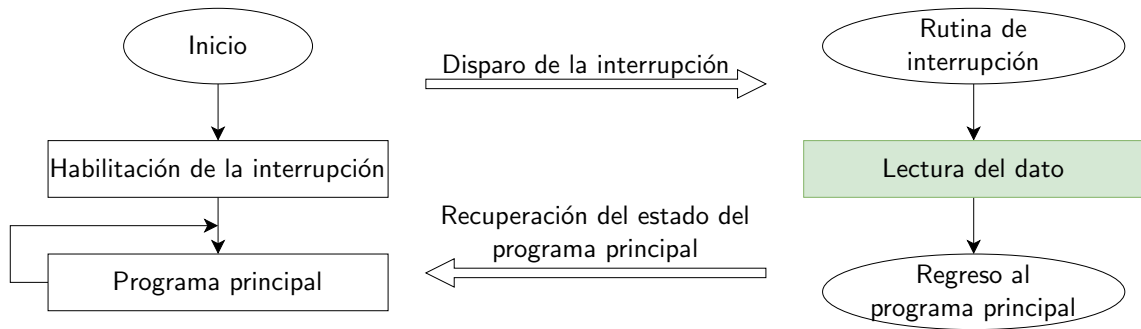 Inicio
Habilitación de la interrupción
Programa principal
Disparo de la interrupción
Recuperación del estado del
programa principal
Rutina de
interrupción
Lectura del dato
Regreso al
programa principal